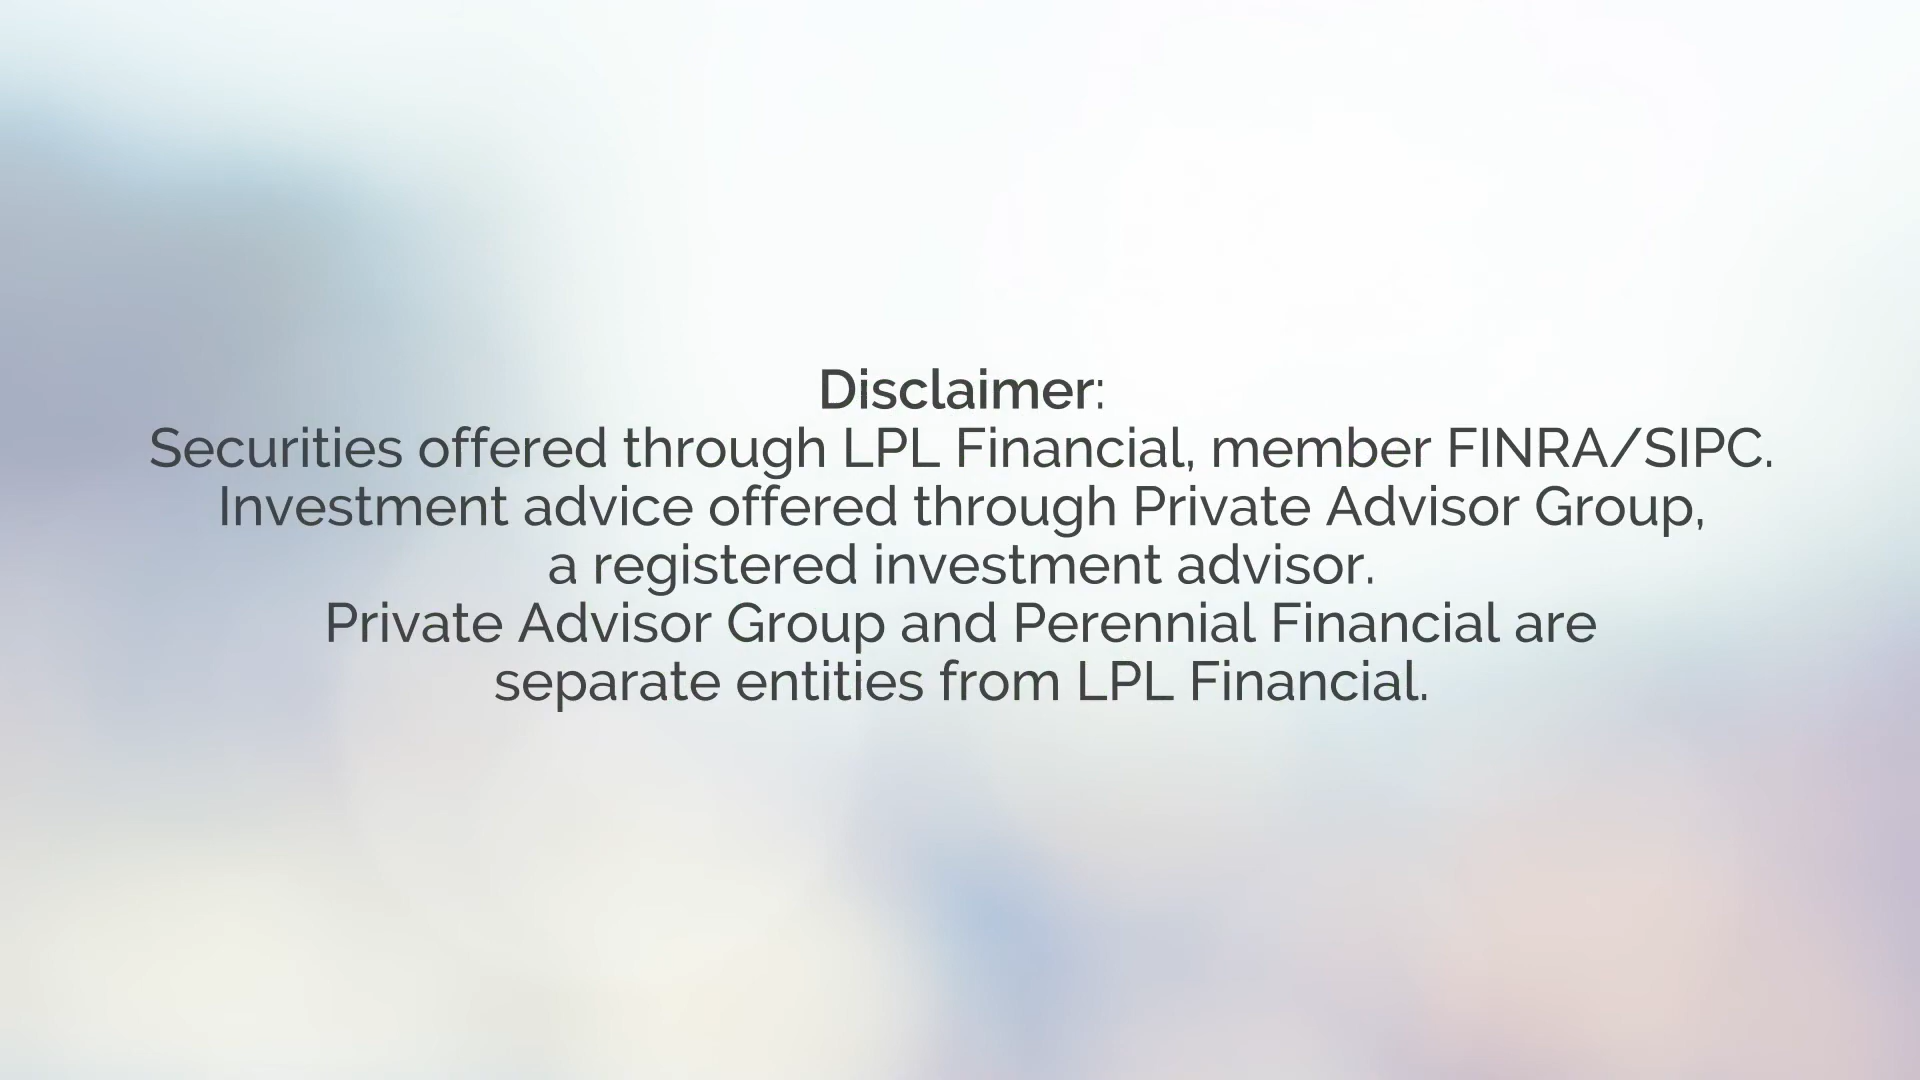 Disclaimer:
Securities offered through LPL Financial, member FINRA/SIPC.
Investment advice offered through Private Advisor Group,
a registered investment advisor.
Private Advisor Group and Perennial Financial are
separate entities from LPL Financial.